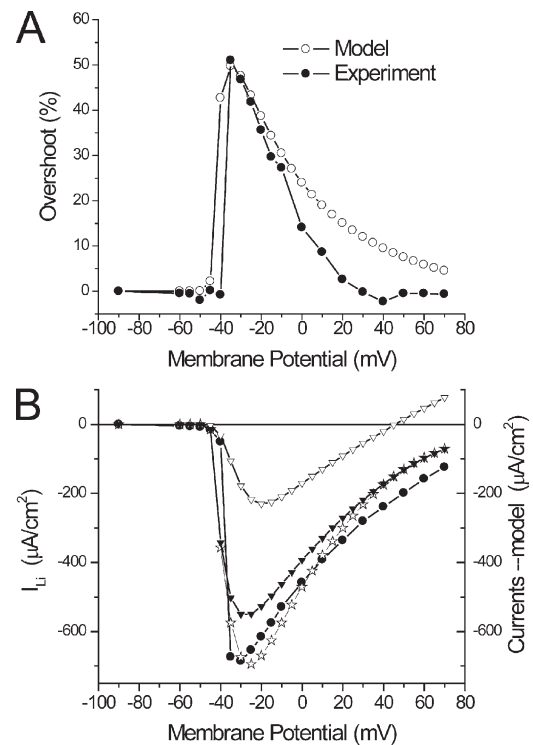 A
60
50
40
30
20
10
0
Overshoot (%)
Model
Experiment
-100 -80 -60 -40 -20 0 20 40 60 80
Membrane Potential (mV)
B
0
-200
-400
-600
I_Li (µA/cm²)
0
-200
-400
-600
Currents --model (µA/cm²)
-100 -80 -60 -40 -20 0 20 40 60 80
Membrane Potential (mV)